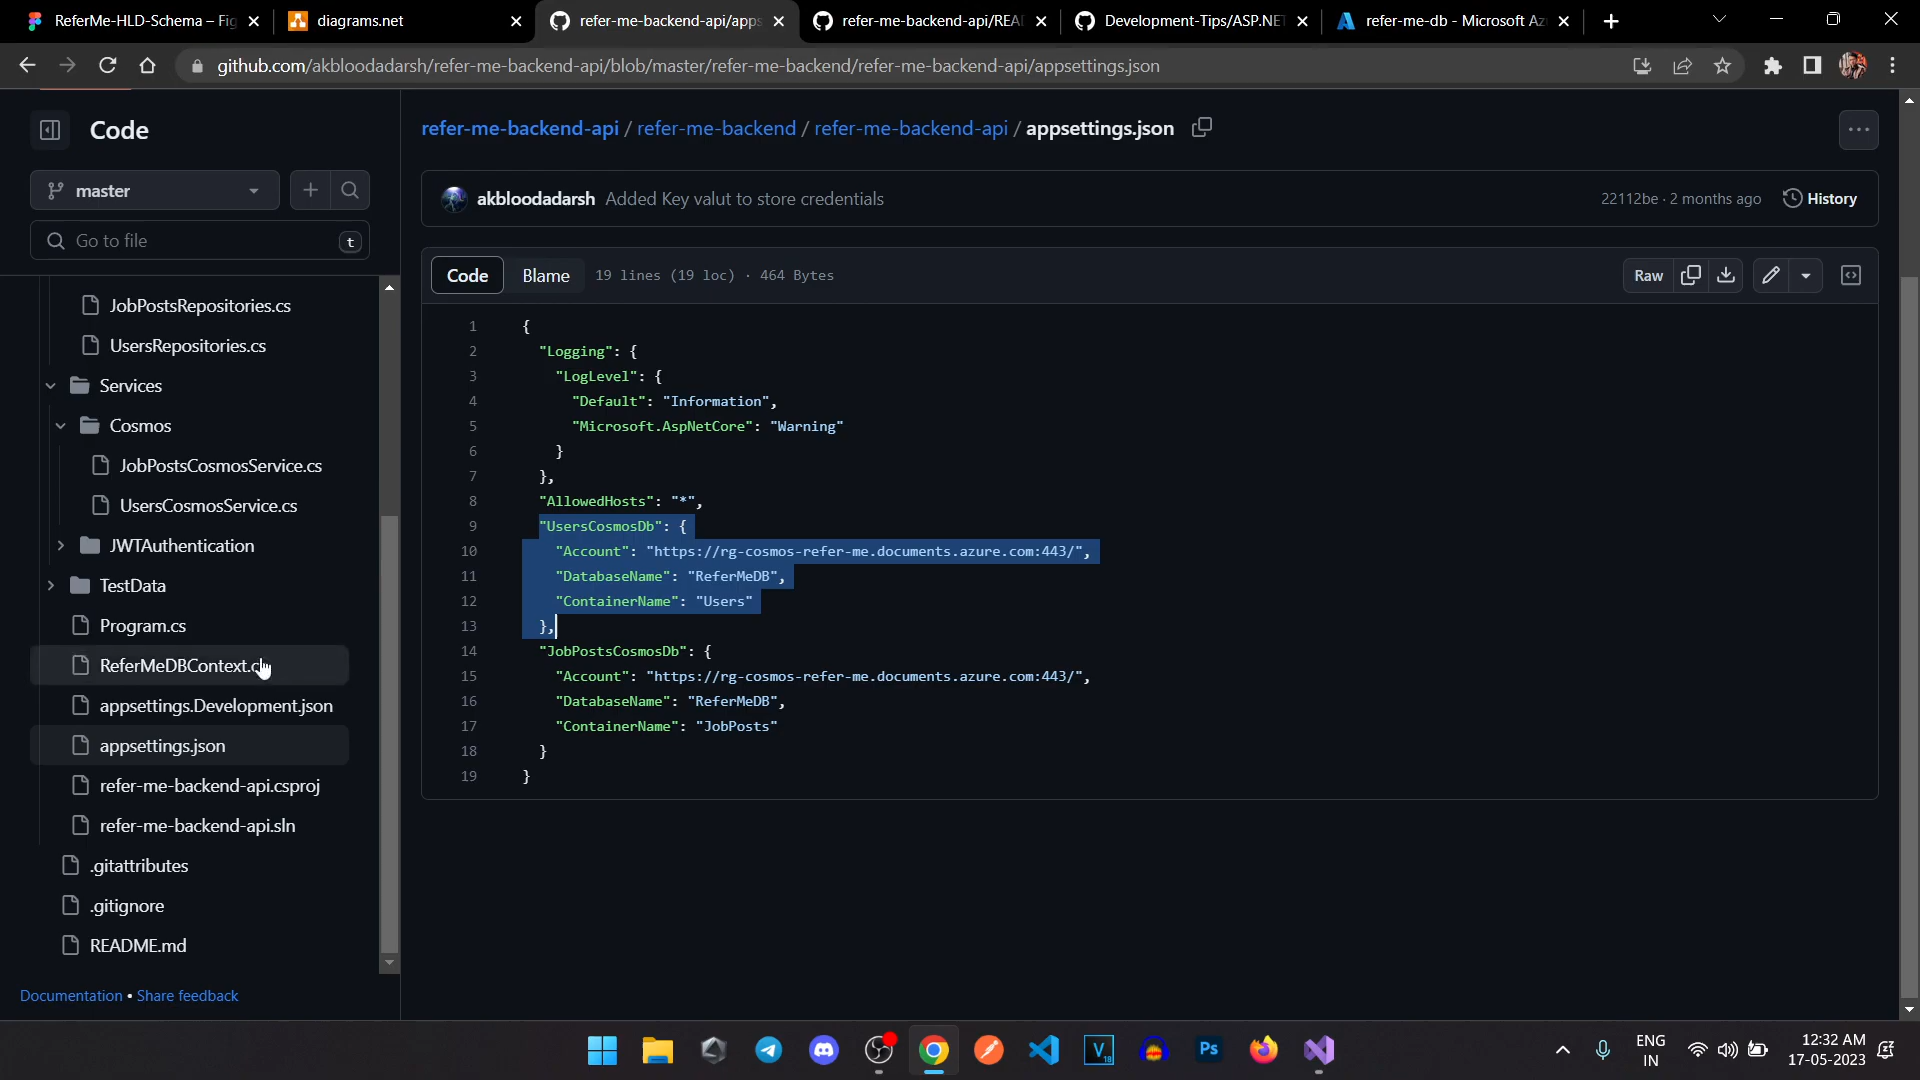 ReferMe-HLD-Schema – Fig
diagrams.net
refer-me-backend-api/apps
refer-me-backend-api/REA
Development-Tips/ASP.NET
refer-me-db - Microsoft Az
github.com/akbloodadarsh/refer-me-backend-api/blob/master/refer-me-backend/refer-me-backend-api/appsettings.json
Code
master
Go to file
t
JobPostsRepositories.cs
UsersRepositories.cs
Services
Cosmos
JobPostsCosmosService.cs
UsersCosmosService.cs
JWTAuthentication
TestData
Program.cs
ReferMeDBContext.c
appsettings.Development.json
appsettings.json
refer-me-backend-api.csproj
refer-me-backend-api.sln
.gitattributes
.gitignore
README.md
Documentation • Share feedback
refer-me-backend-api / refer-me-backend / refer-me-backend-api / appsettings.json
akbloodadarsh Added Key valut to store credentials
22112be · 2 months ago
History
Code
Blame
19 lines (19 loc) · 464 Bytes
Raw
1 {
2 "Logging": {
3 "LogLevel": {
4 "Default": "Information",
5 "Microsoft.AspNetCore": "Warning"
6 }
7 },
8 "AllowedHosts": "*",
9 "UsersCosmosDb": {
10 "Account": "https://rg-cosmos-refer-me.documents.azure.com:443/",
11 "DatabaseName": "ReferMeDB",
12 "ContainerName": "Users"
13 },
14 "JobPostsCosmosDb": {
15 "Account": "https://rg-cosmos-refer-me.documents.azure.com:443/",
16 "DatabaseName": "ReferMeDB",
17 "ContainerName": "JobPosts"
18 }
19 }
V
18
Ps
ENG
IN
12:32 AM
17-05-2023